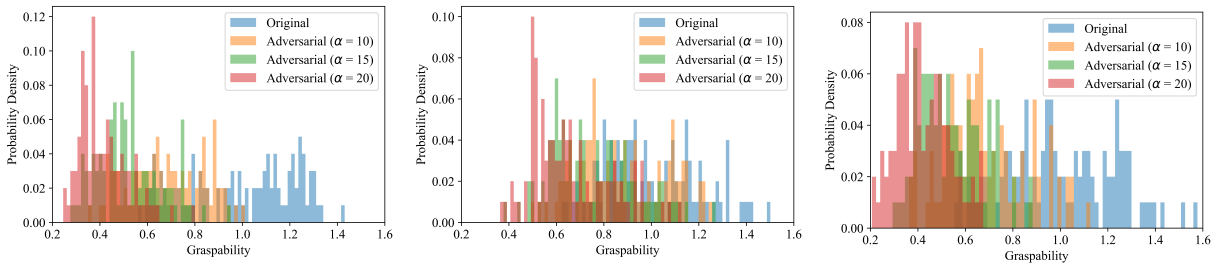 0.12
0.10
0.08
0.06
0.04
0.02
0.00
Probability Density
0.2 0.4 0.6 0.8 1.0 1.2 1.4 1.6
Graspability
Original
Adversarial (α = 10)
Adversarial (α = 15)
Adversarial (α = 20)
0.10
0.08
0.06
0.04
0.02
0.00
Probability Density
0.2 0.4 0.6 0.8 1.0 1.2 1.4 1.6
Graspability
Original
Adversarial (α = 10)
Adversarial (α = 15)
Adversarial (α = 20)
0.08
0.06
0.04
0.02
0.00
Probability Density
0.2 0.4 0.6 0.8 1.0 1.2 1.4 1.6
Graspability
Original
Adversarial (α = 10)
Adversarial (α = 15)
Adversarial (α = 20)